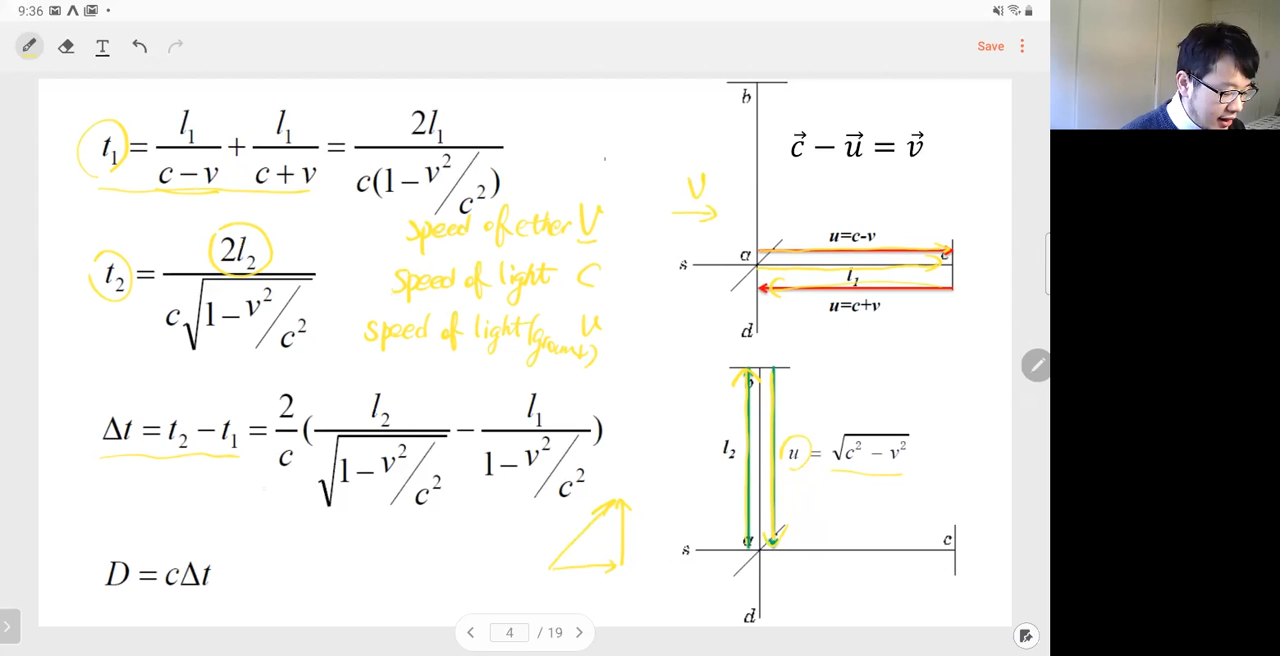 9:36
T
Save
t₁ = l₁/(c−v) + l₁/(c+v) = 2l₁/(c(1−v²/c²))
t₂ = 2l₂/(c√(1−v²/c²))
speed of ether V
speed of light C
speed of light (ground) u
Δt = t₂ − t₁ = 2/c (l₂/√(1−v²/c²) − l₁/(1−v²/c²))
D = cΔt
b
c⃗ − u⃗ = v⃗
V
u=c-v
s
a
c
l₁
u=c+v
d
b
l₂
u = √(c² − v²)
s
a
c
d
4 / 19